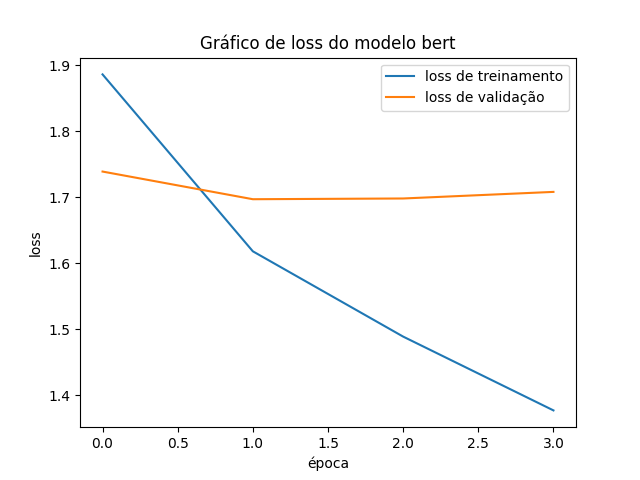 Gráfico de loss do modelo bert
loss de treinamento
loss de validação
1.9
1.8
1.7
1.6
1.5
1.4
loss
0.0 0.5 1.0 1.5 2.0 2.5 3.0
época